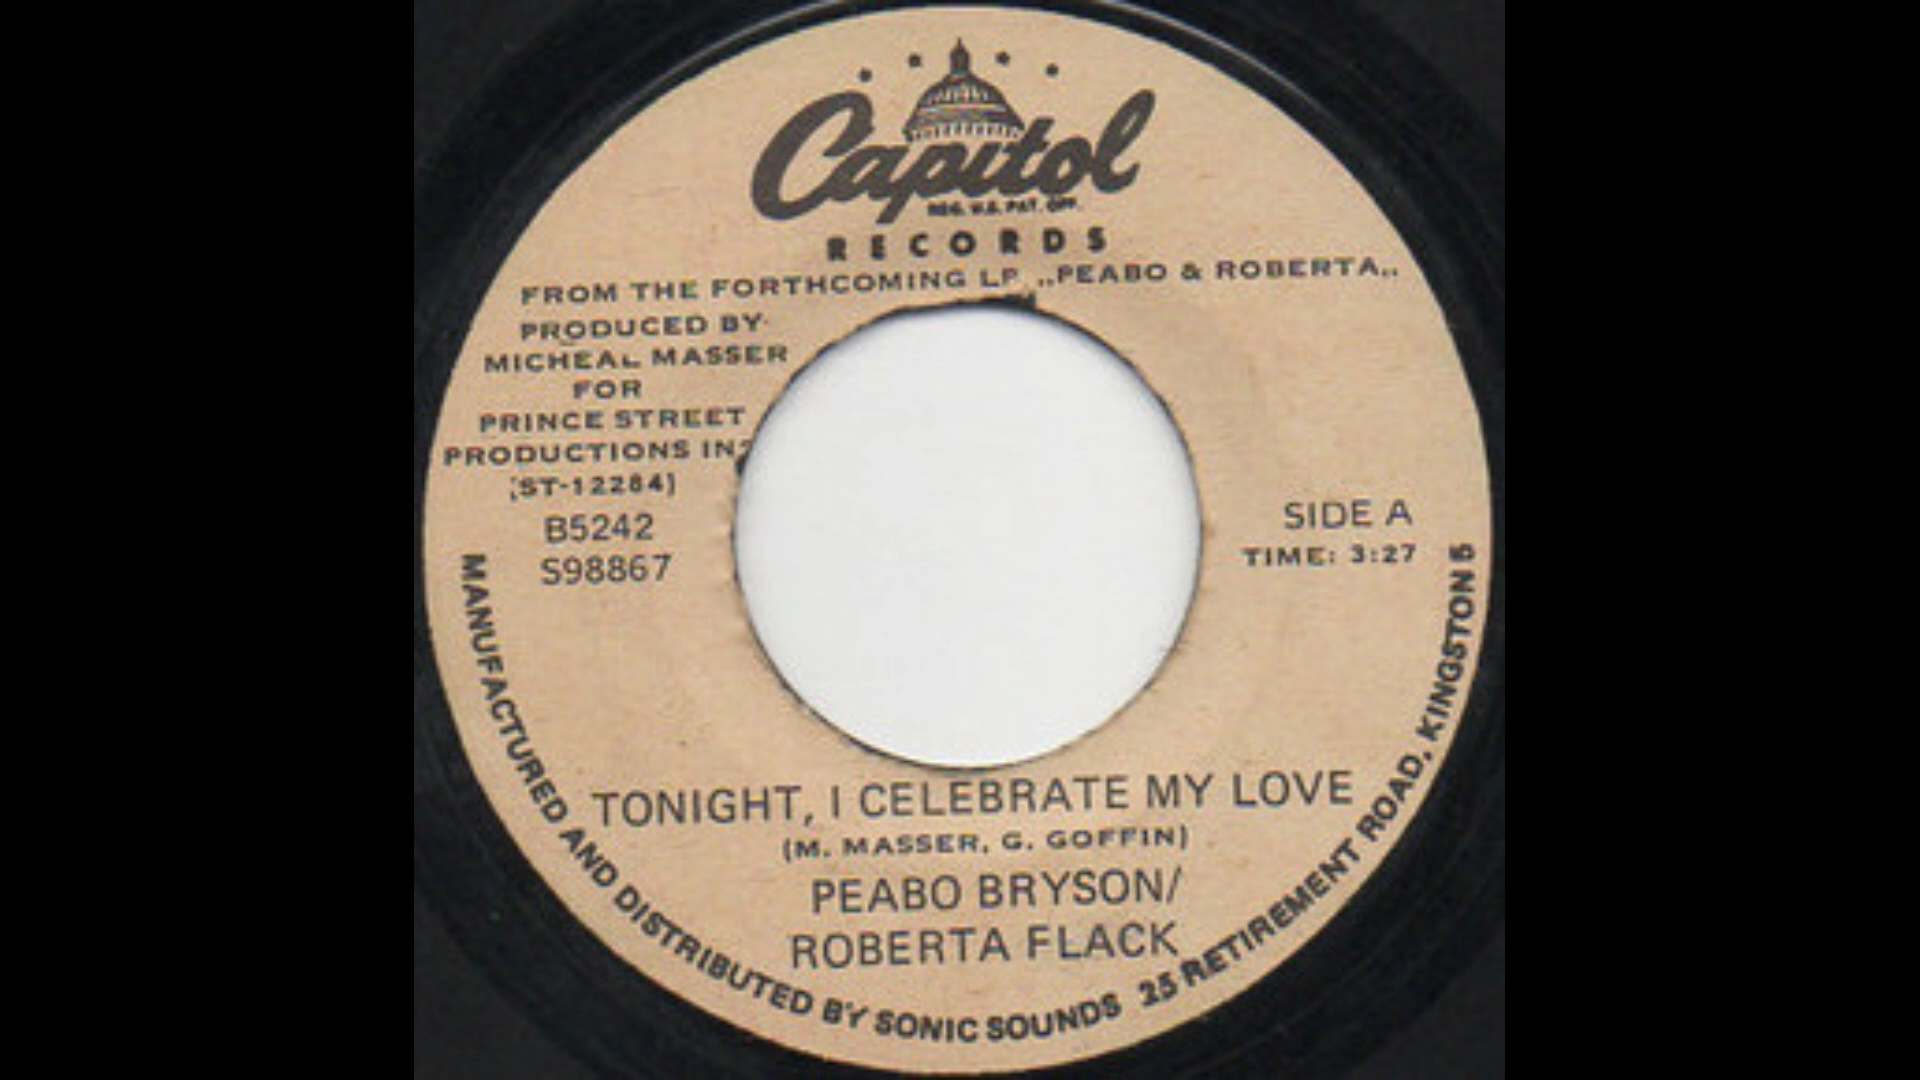 Capitol
REG. U.S. PAT. OFF.
RECORDS
FROM THE FORTHCOMING LP ,,PEABO & ROBERTA,,
PRODUCED BY
MICHEAL MASSER
FOR
PRINCE STREET
PRODUCTIONS
(ST-12284)
B5242
S98867
SIDE A
TIME: 3:27
TONIGHT, I CELEBRATE MY LOVE
(M. MASSER, G. GOFFIN)
PEABO BRYSON/
ROBERTA FLACK
MANUFACTURED AND DISTRIBUTED BY SONIC SOUNDS 25 RETIREMENT ROAD, KINGSTON 5